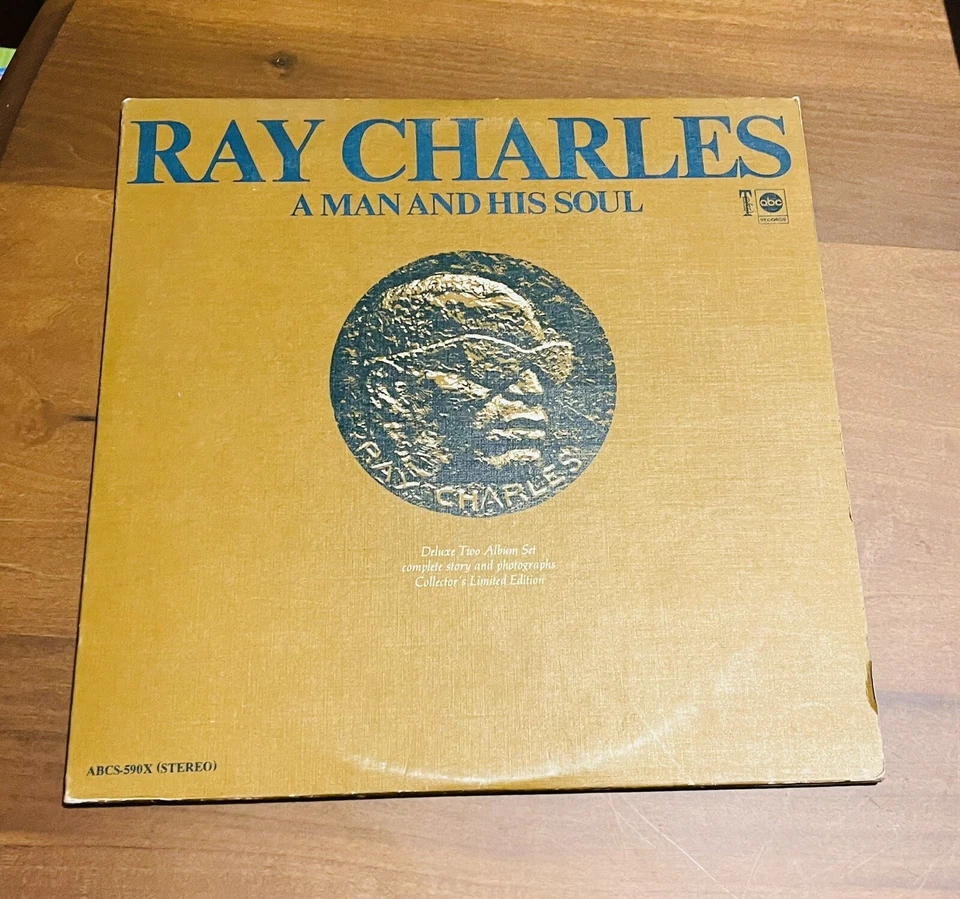 RAY CHARLES
A MAN AND HIS SOUL
abc
RECORDS
RAY CHARLES
Deluxe Two Album Set
complete story and photographs
Collector's Limited Edition
ABCS-590X (STEREO)